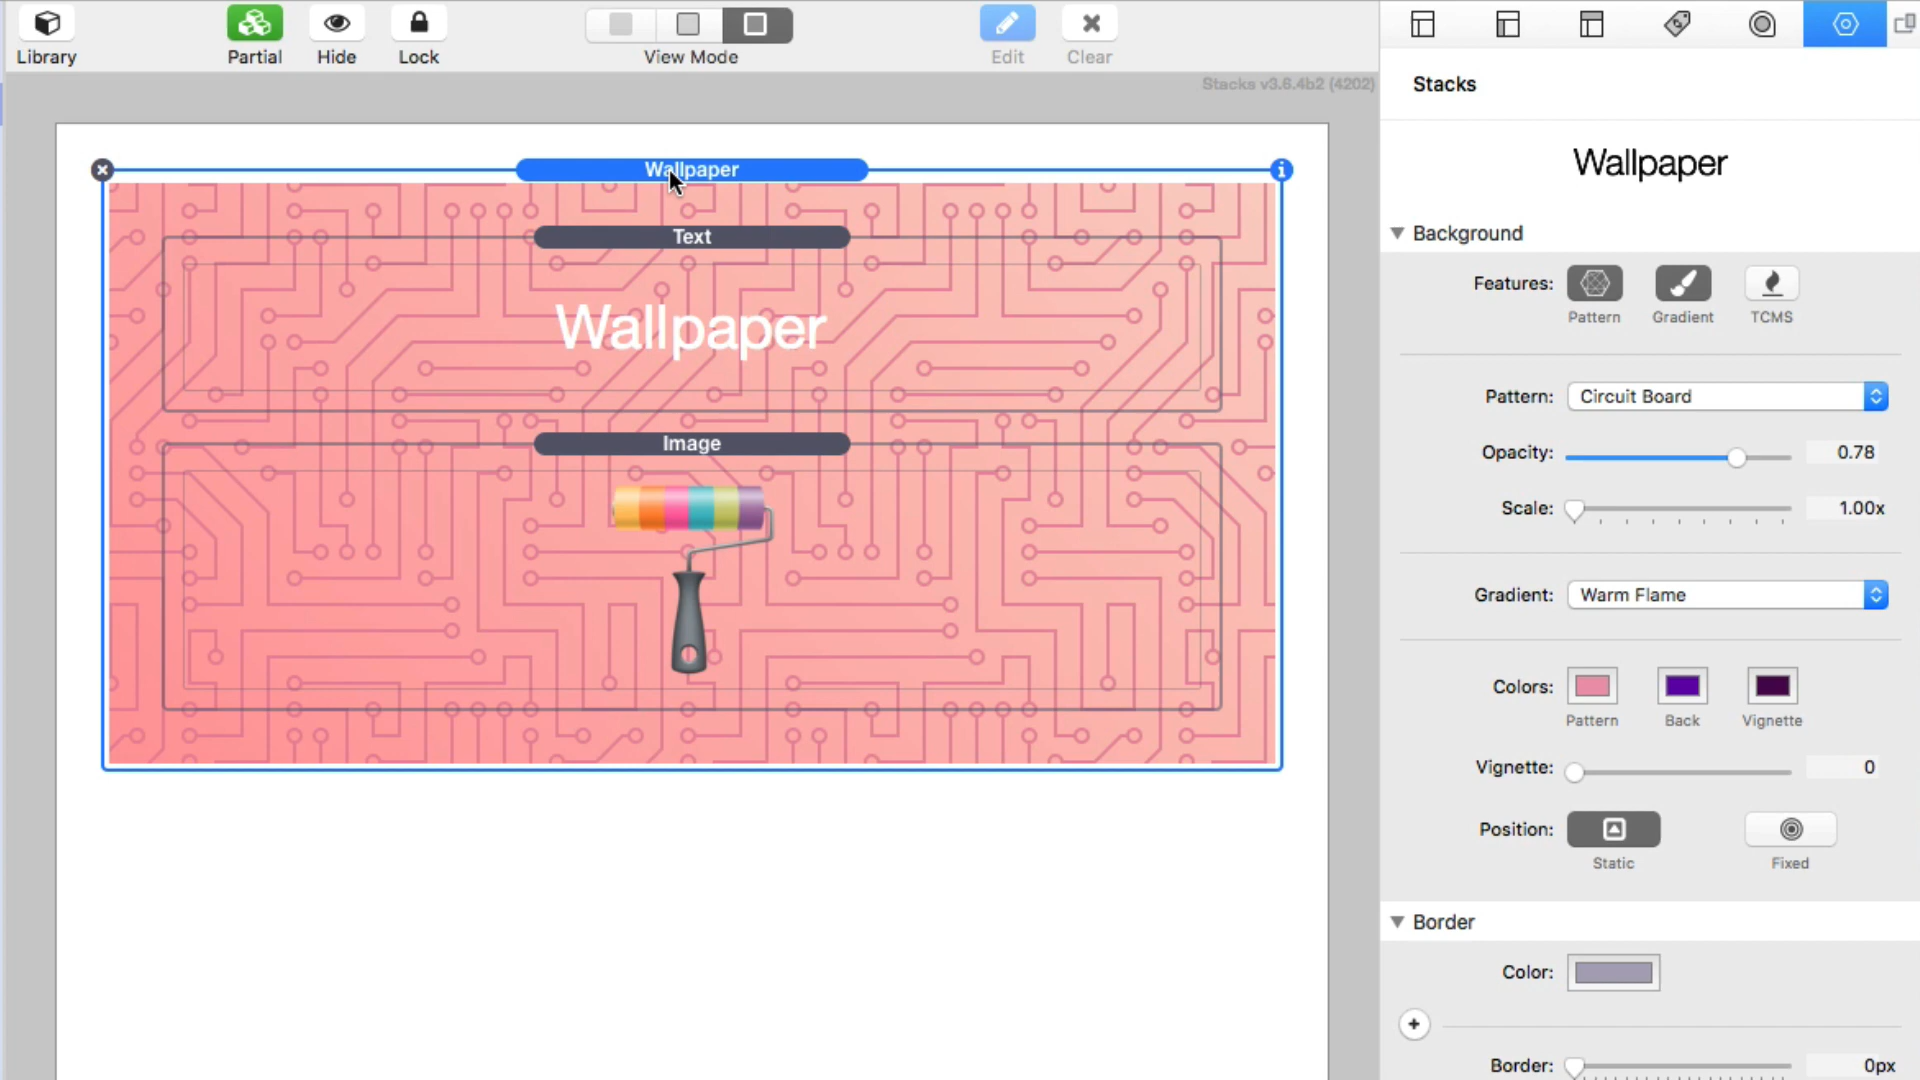 Library
Partial
Hide
Lock
View Mode
Edit
Clear
Stacks v3.6.4b2 (4202)
Wallpaper
Text
Wallpaper
Image
Stacks
Wallpaper
Background
Features:
Pattern
Gradient
TCMS
Pattern: Circuit Board
Opacity: 0.78
Scale: 1.00x
Gradient: Warm Flame
Colors:
Pattern
Back
Vignette
Vignette: 0
Position:
Static
Fixed
Border
Color:
Border: 0px